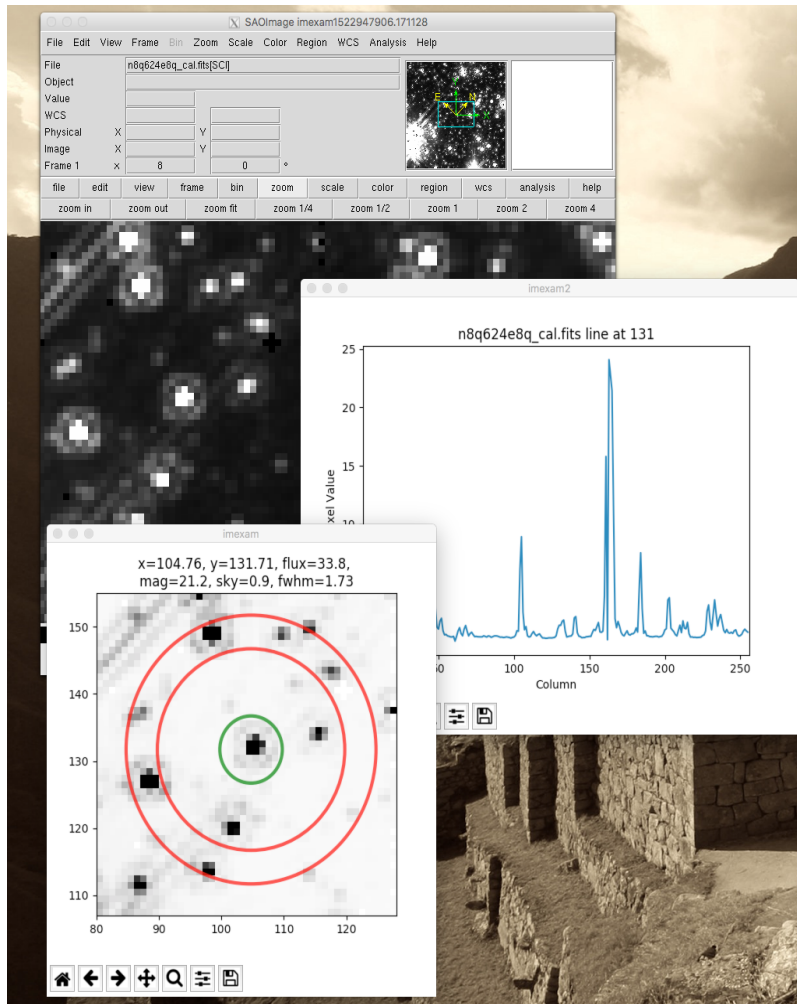 SAOImage imexam1522947906.171128
File Edit View Frame Bin Zoom Scale Color Region WCS Analysis Help
File n8q624e8q_cal.fits[SCI]
Object
Value
WCS
Physical X Y
Image X Y
Frame 1 x 8 0 °
E N
Y
X
file edit view frame bin zoom scale color region wcs analysis help
zoom in zoom out zoom fit zoom 1/4 zoom 1/2 zoom 1 zoom 2 zoom 4
imexam2
n8q624e8q_cal.fits line at 131
25
20
15
10
Value
100 150 200 250
Column
imexam
x=104.76, y=131.71, flux=33.8,
mag=21.2, sky=0.9, fwhm=1.73
150
140
130
120
110
80 90 100 110 120